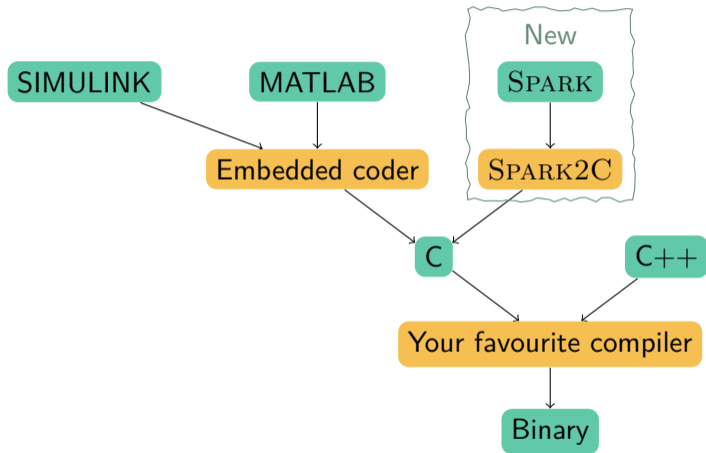 New
SIMULINK
MATLAB
SPARK
Embedded coder
SPARK2C
C
C++
Your favourite compiler
Binary